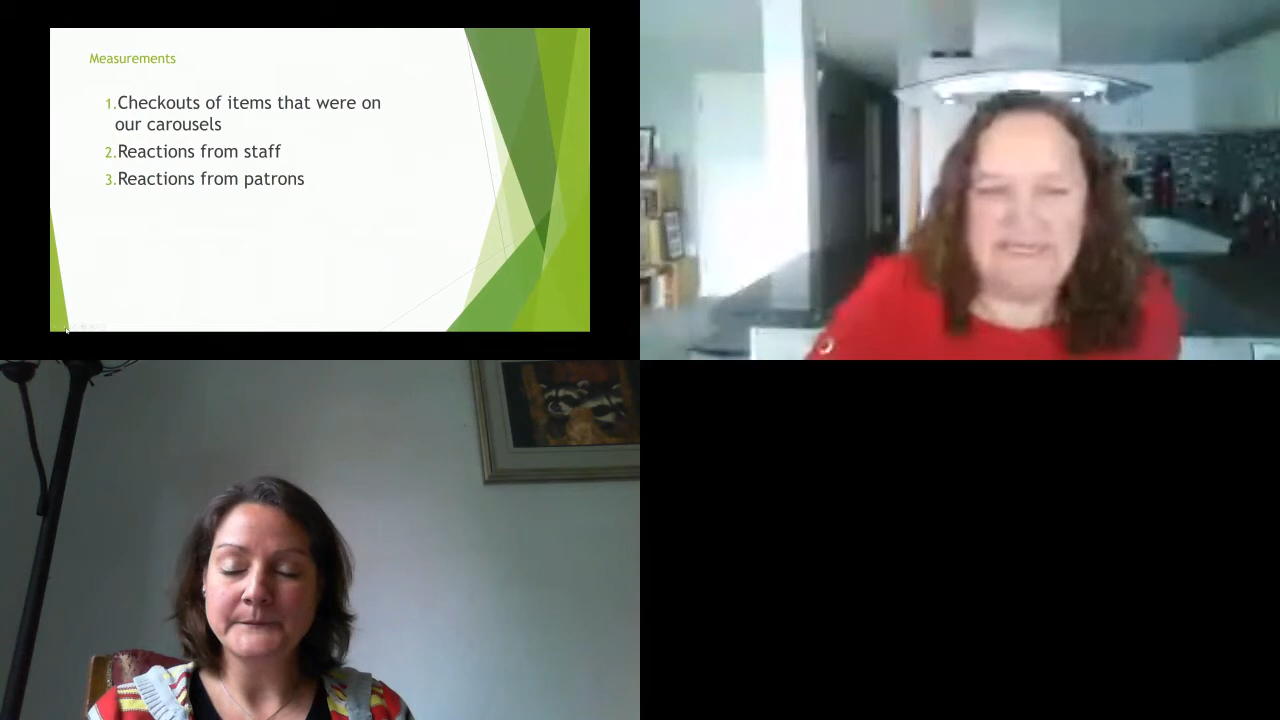 Measurements
1.Checkouts of items that were on
our carousels
2.Reactions from staff
3.Reactions from patrons